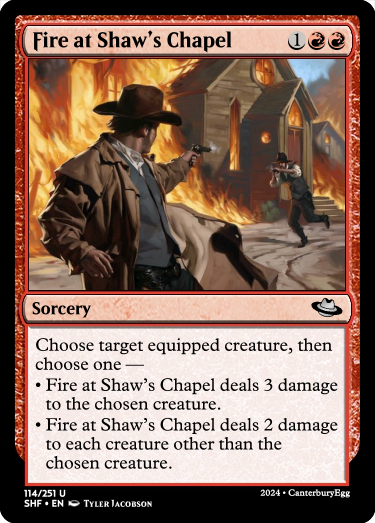 Fire at Shaw's Chapel 1
Sorcery
Choose target equipped creature, then
choose one —
• Fire at Shaw's Chapel deals 3 damage
to the chosen creature.
• Fire at Shaw's Chapel deals 2 damage
to each creature other than the
chosen creature.
114/251 U
SHF • EN Tyler Jacobson
2024 • CanterburyEgg